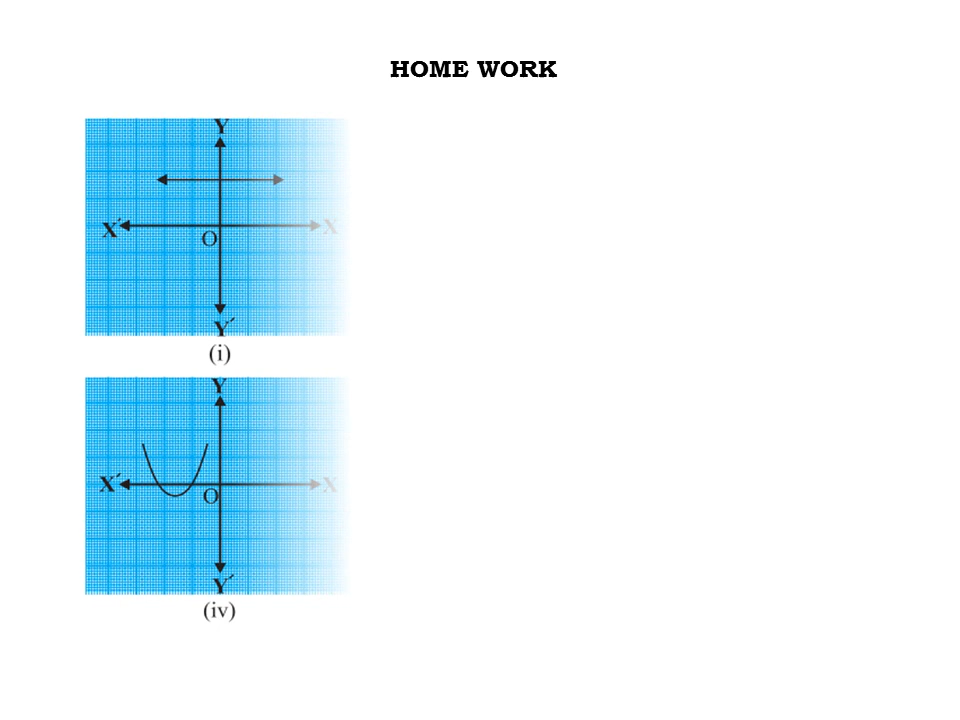 HOME WORK
Y
X′ O X
Y′
(i)
Y
X′ O X
Y′
(iv)